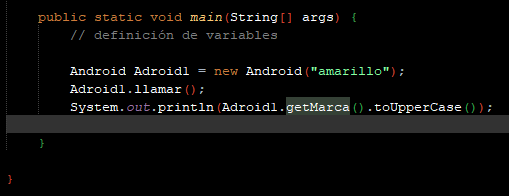 public static void main(String[] args) {
// definición de variables
Android Adroid1 = new Android("amarillo");
Adroid1.llamar();
System.out.println(Adroid1.getMarca().toUpperCase());
}
}